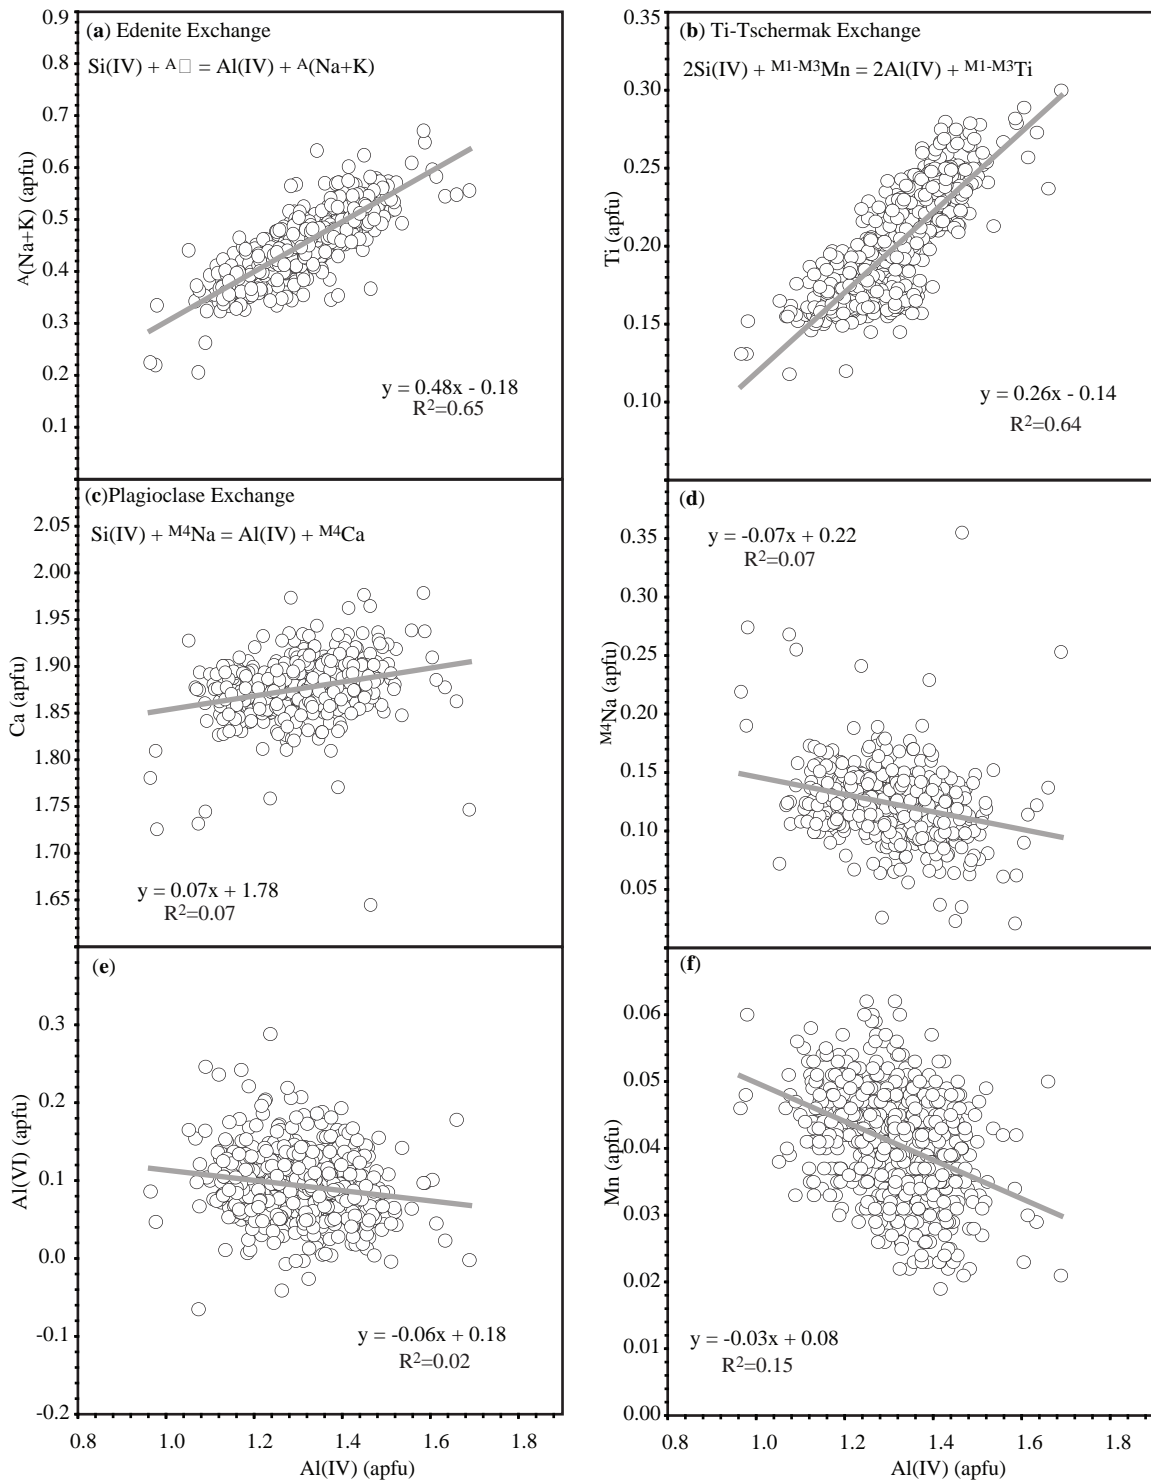 (a) Edenite Exchange
Si(IV) + A□ = Al(IV) + A(Na+K)
0.9
0.8
0.7
0.6
0.5
0.4
0.3
0.2
0.1
A(Na+K) (apfu)
y = 0.48x - 0.18
R2=0.65
(b) Ti-Tschermak Exchange
2Si(IV) + M1-M3Mn = 2Al(IV) + M1-M3Ti
0.35
0.30
0.25
0.20
0.15
0.10
Ti (apfu)
y = 0.26x - 0.14
R2=0.64
(c)Plagioclase Exchange
Si(IV) + M4Na = Al(IV) + M4Ca
2.05
2.00
1.95
1.90
1.85
1.80
1.75
1.70
1.65
Ca (apfu)
y = 0.07x + 1.78
R2=0.07
(d)
y = -0.07x + 0.22
R2=0.07
0.35
0.30
0.25
0.20
0.15
0.10
0.05
M4Na (apfu)
(e)
0.3
0.2
0.1
0.0
-0.1
-0.2
Al(VI) (apfu)
y = -0.06x + 0.18
R2=0.02
0.8
1.0
1.2
1.4
1.6
1.8
Al(IV) (apfu)
(f)
0.06
0.05
0.04
0.03
0.02
0.01
0.00
Mn (apfu)
y = -0.03x + 0.08
R2=0.15
1.0
1.2
1.4
1.6
1.8
Al(IV) (apfu)